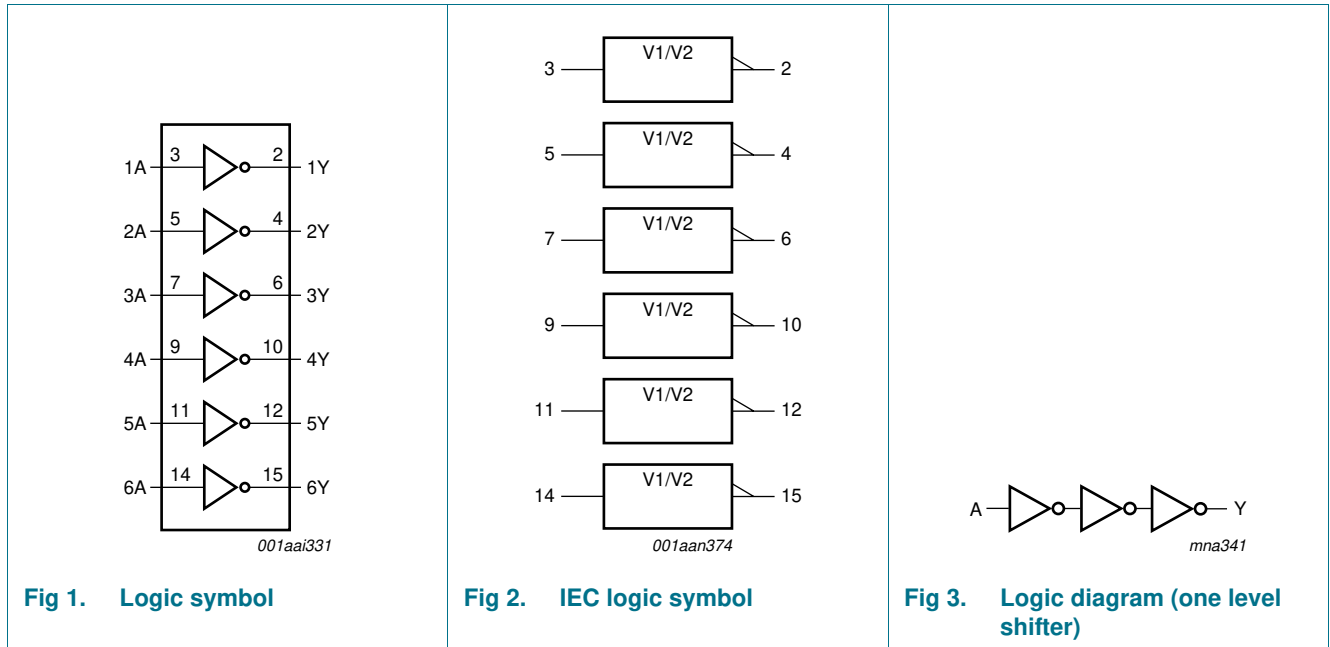 1A 3 2 1Y
2A 5 4 2Y
3A 7 6 3Y
4A 9 10 4Y
5A 11 12 5Y
6A 14 15 6Y
001aai331
Fig 1. Logic symbol
V1/V2
3 2
V1/V2
5 4
V1/V2
7 6
V1/V2
9 10
V1/V2
11 12
V1/V2
14 15
001aan374
Fig 2. IEC logic symbol
A Y
mna341
Fig 3. Logic diagram (one level
shifter)